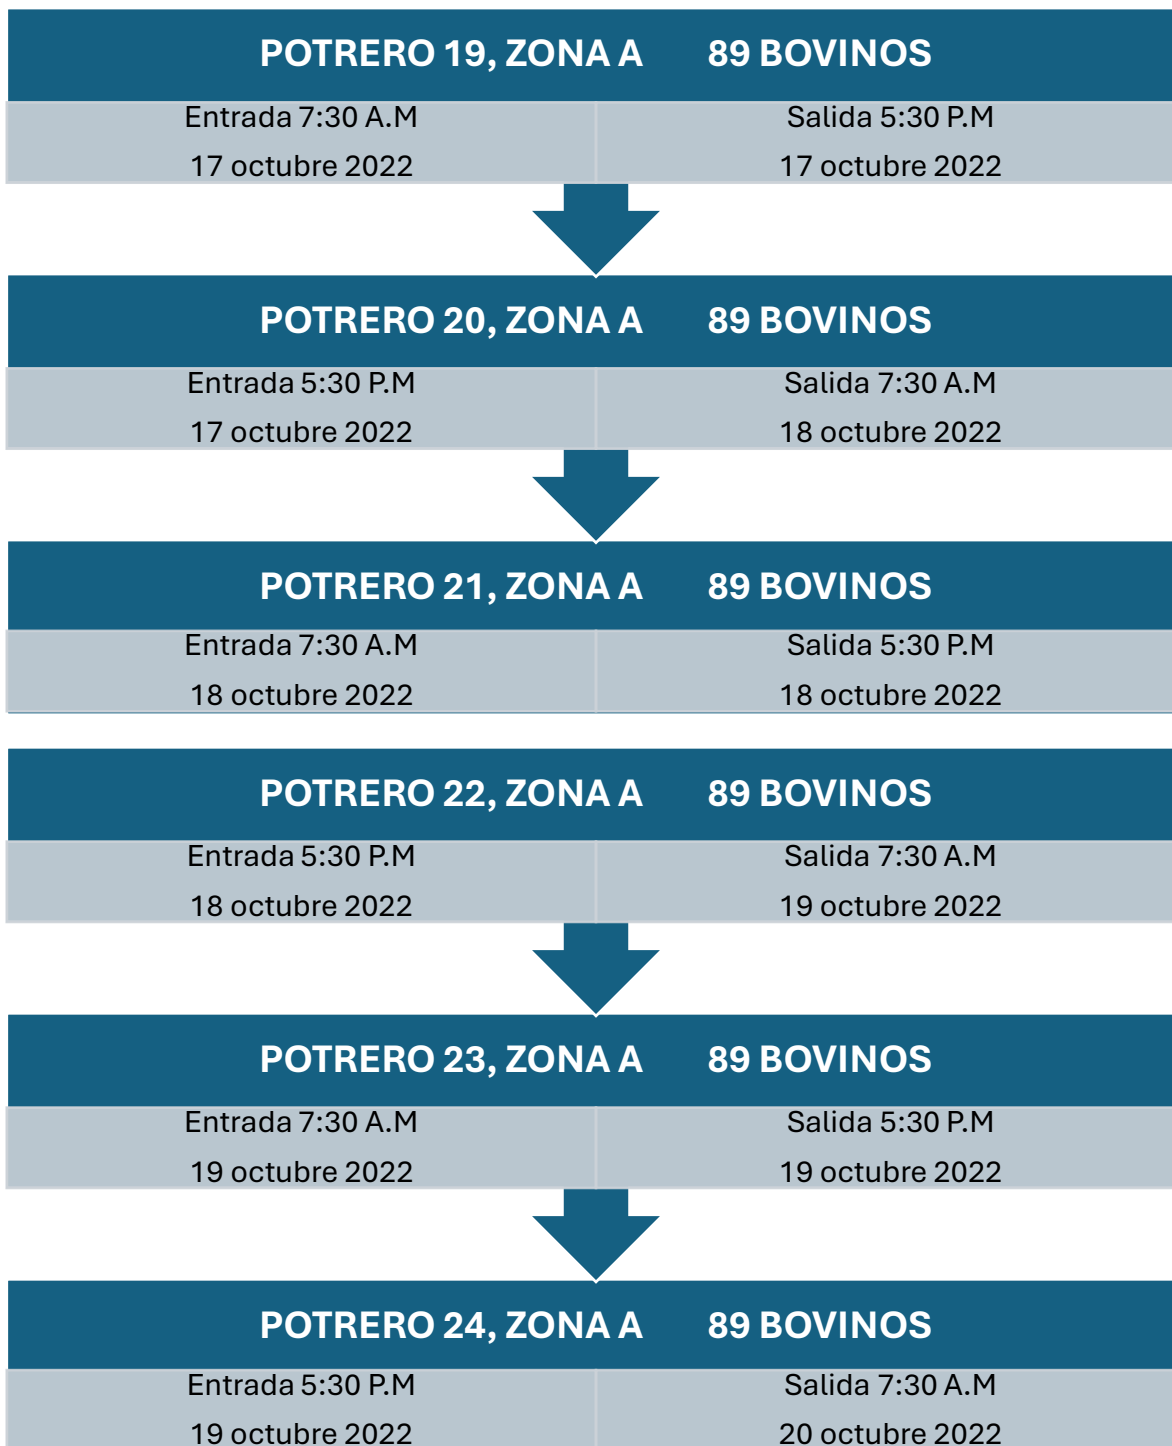 POTRERO 19, ZONA A 89 BOVINOS
Entrada 7:30 A.M Salida 5:30 P.M
17 octubre 2022 17 octubre 2022
POTRERO 20, ZONA A 89 BOVINOS
Entrada 5:30 P.M Salida 7:30 A.M
17 octubre 2022 18 octubre 2022
POTRERO 21, ZONA A 89 BOVINOS
Entrada 7:30 A.M Salida 5:30 P.M
18 octubre 2022 18 octubre 2022
POTRERO 22, ZONA A 89 BOVINOS
Entrada 5:30 P.M Salida 7:30 A.M
18 octubre 2022 19 octubre 2022
POTRERO 23, ZONA A 89 BOVINOS
Entrada 7:30 A.M Salida 5:30 P.M
19 octubre 2022 19 octubre 2022
POTRERO 24, ZONA A 89 BOVINOS
Entrada 5:30 P.M Salida 7:30 A.M
19 octubre 2022 20 octubre 2022